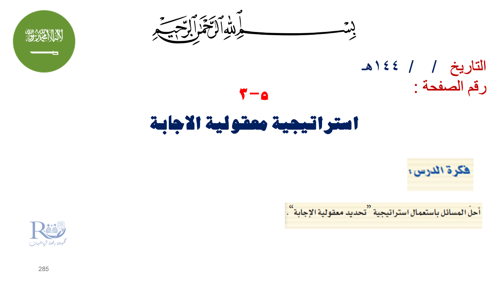 بسم الله الرحمن الرحيم
التاريخ / / ١٤٤هـ
رقم الصفحة :
٥-٣
استراتيجية معقولية الاجابة
فكرة الدرس :
أحل المسائل باستعمال استراتيجية "تحديد معقولية الإجابة".
285